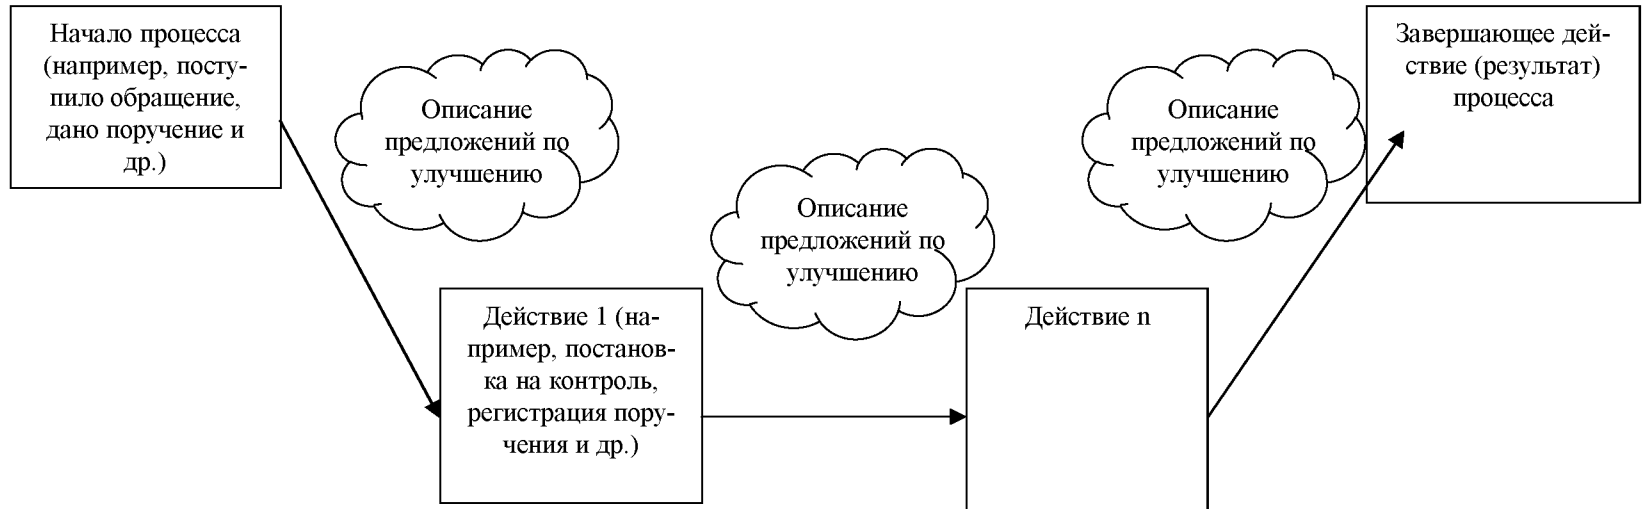 Начало процесса
(например, посту-
пило обращение,
дано поручение и
др.)
Описание
предложений по
улучшению
Описание
предложений по
улучшению
Описание
предложений по
улучшению
Завершающее дей-
ствие (результат)
процесса
Действие 1 (на-
пример, постанов-
ка на контроль,
регистрация пору-
чения и др.)
Действие n